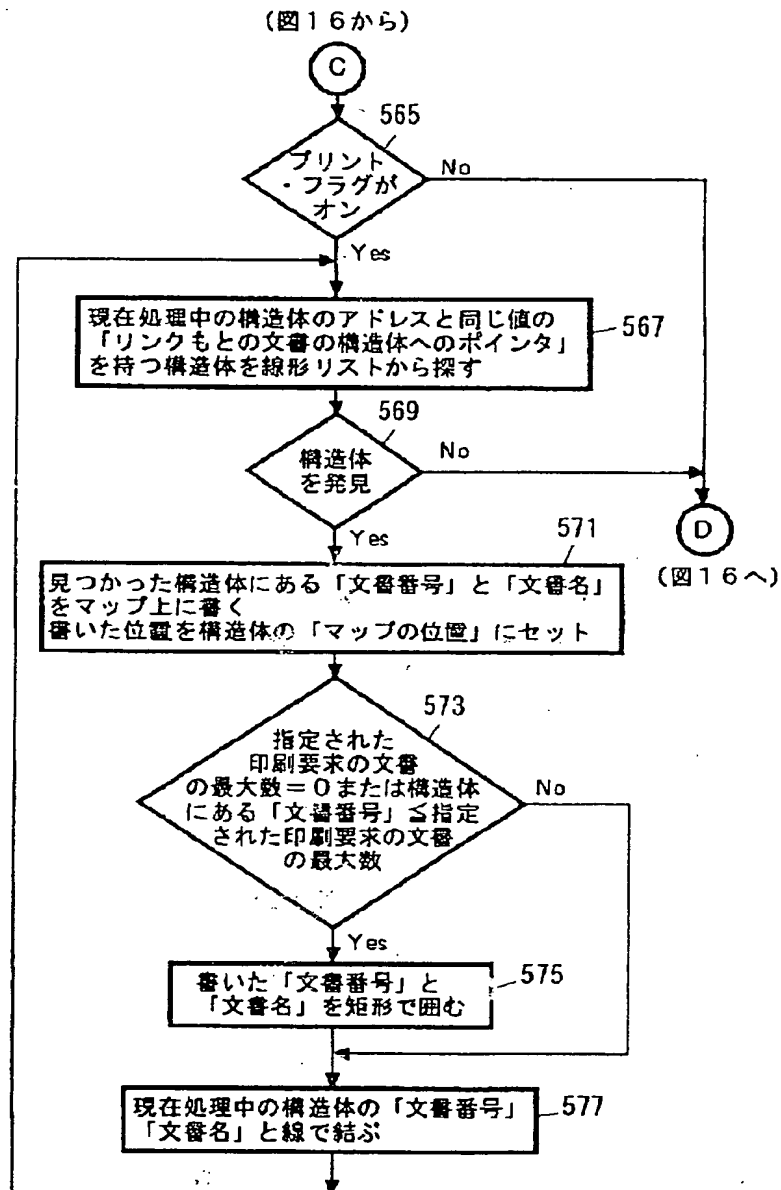 (図16から)
C
565
プリント
・フラグが
オン
No
Yes
現在処理中の構造体のアドレスと同じ値の
「リンクもとの文書の構造体へのポインタ」
を持つ構造体を線形リストから探す
567
569
構造体
を発見
No
Yes
D
(図16へ)
571
見つかった構造体にある「文書番号」と「文書名」
をマップ上に書く
書いた位置を構造体の「マップの位置」にセット
573
指定された
印刷要求の文書
の最大数=0または構造体
にある「文書番号」≦指定
された印刷要求の文書
の最大数
No
Yes
書いた「文書番号」と
「文書名」を矩形で囲む
575
現在処理中の構造体の「文書番号」
「文書名」と線で結ぶ
577